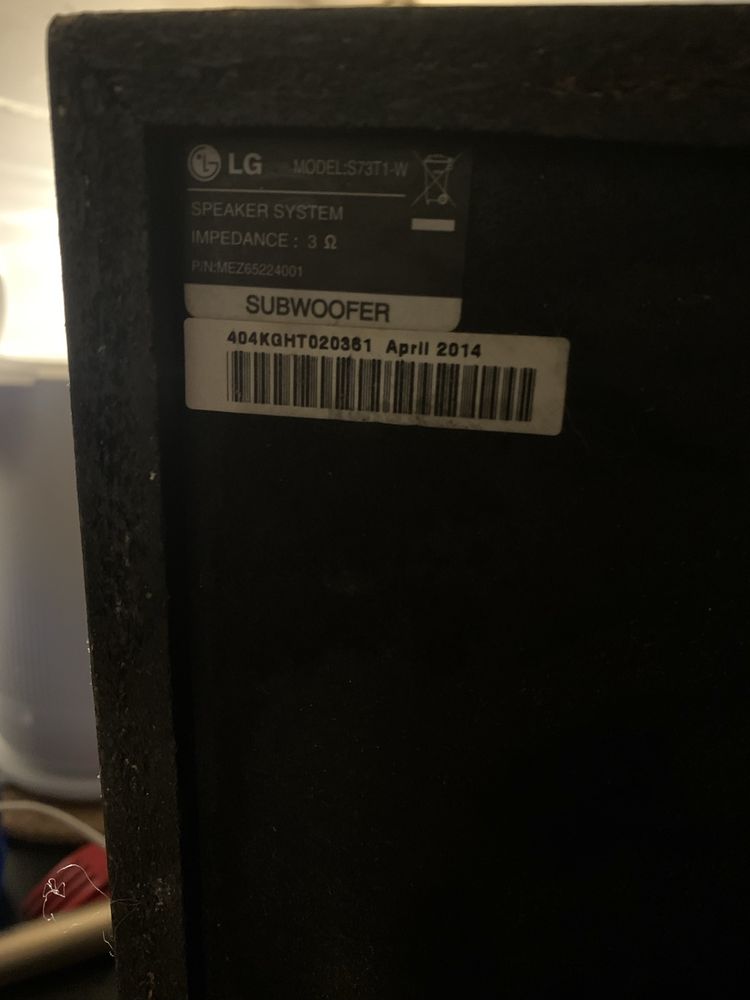 LG MODEL:S73T1-W
SPEAKER SYSTEM
IMPEDANCE : 3 Ω
P/N:MEZ65224001
SUBWOOFER
404KGHT020361 April 2014